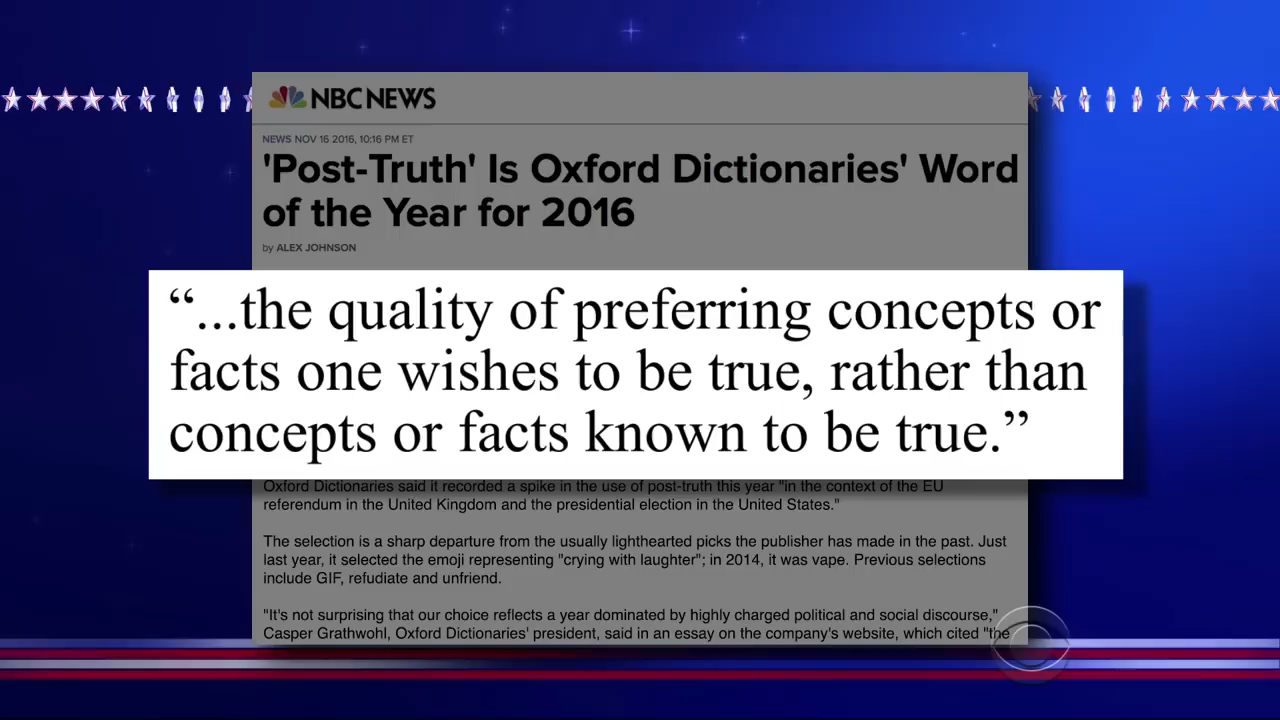 NBC NEWS
NEWS NOV 16 2016, 10:16 PM ET
'Post-Truth' Is Oxford Dictionaries' Word
of the Year for 2016
by ALEX JOHNSON
“...the quality of preferring concepts or
facts one wishes to be true, rather than
concepts or facts known to be true.”
Oxford Dictionaries said it recorded a spike in the use of post-truth this year "in the context of the EU
referendum in the United Kingdom and the presidential election in the United States."
The selection is a sharp departure from the usually lighthearted picks the publisher has made in the past. Just
last year, it selected the emoji representing "crying with laughter"; in 2014, it was vape. Previous selections
include GIF, refudiate and unfriend.
"It's not surprising that our choice reflects a year dominated by highly charged political and social discourse,"
Casper Grathwohl, Oxford Dictionaries' president, said in an essay on the company's website, which cited "the